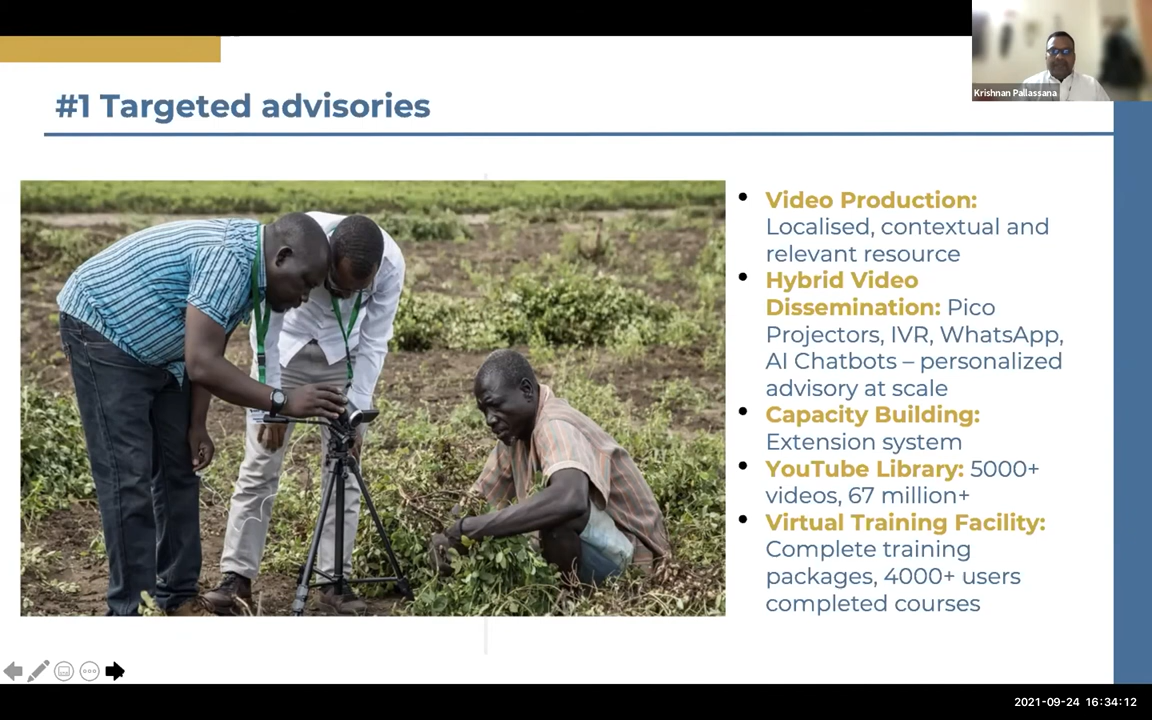 Krishnan Pallassana
#1 Targeted advisories
Video Production:
Localised, contextual and
relevant resource
Hybrid Video
Dissemination: Pico
Projectors, IVR, WhatsApp,
AI Chatbots – personalized
advisory at scale
Capacity Building:
Extension system
YouTube Library: 5000+
videos, 67 million+
Virtual Training Facility:
Complete training
packages, 4000+ users
completed courses
2021-09-24 16:34:12